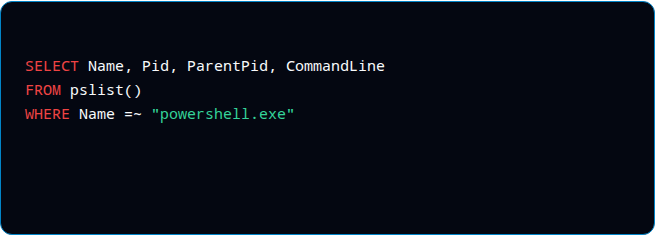 SELECT Name, Pid, ParentPid, CommandLine
FROM pslist()
WHERE Name =~ "powershell.exe"